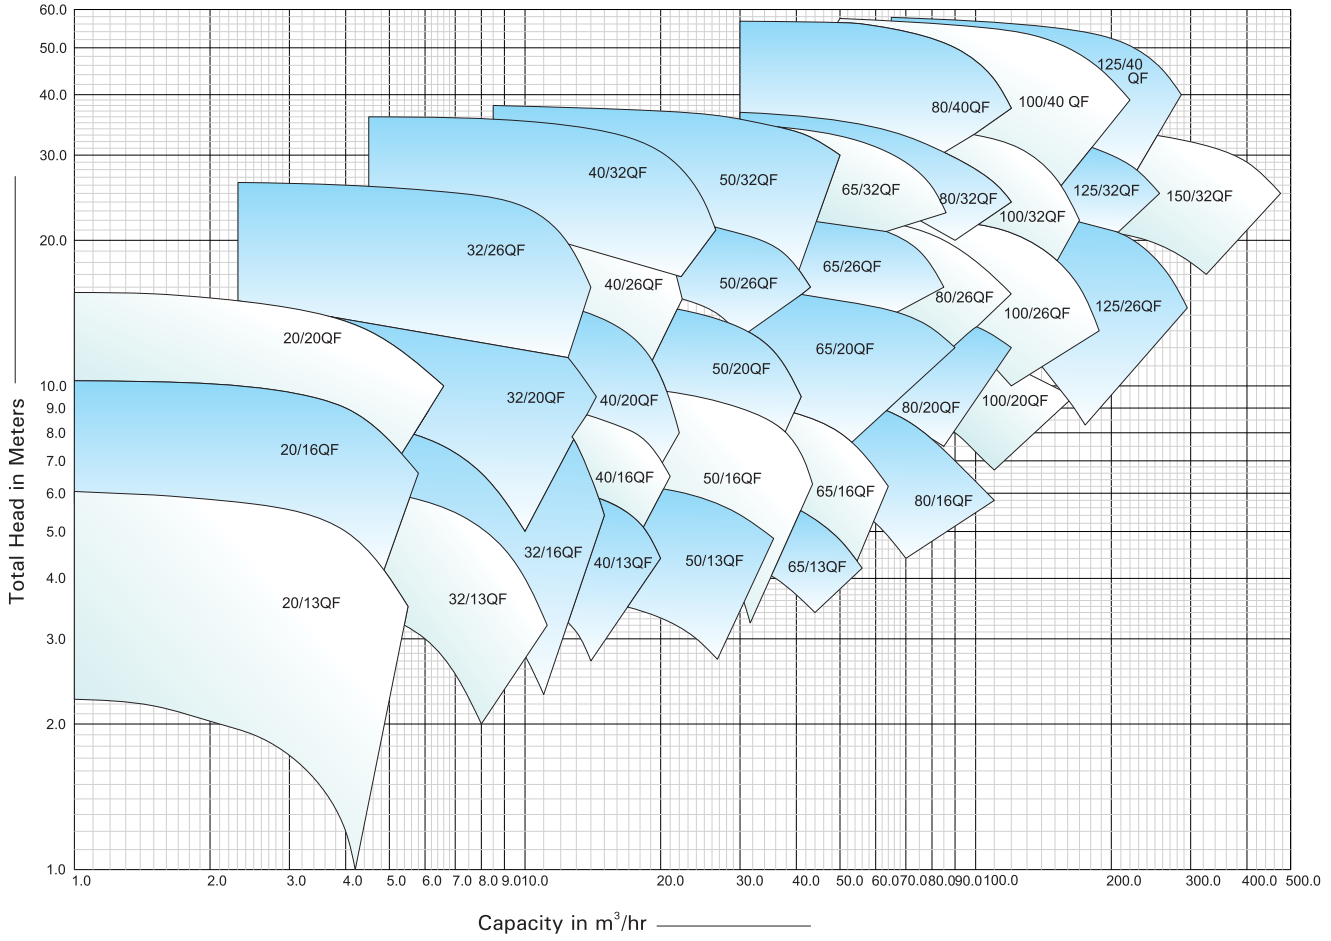 60.0
50.0
40.0
30.0
20.0
10.0
9.0
8.0
7.0
6.0
5.0
4.0
3.0
2.0
1.0
Total Head in Meters
125/40
QF
80/40QF
100/40 QF
40/32QF
50/32QF
65/32QF
80/32QF
100/32QF
125/32QF
150/32QF
32/26QF
40/26QF
50/26QF
65/26QF
80/26QF
100/26QF
125/26QF
20/20QF
32/20QF
40/20QF
50/20QF
65/20QF
80/20QF
100/20QF
20/16QF
32/16QF
40/16QF
50/16QF
65/16QF
80/16QF
20/13QF
32/13QF
40/13QF
50/13QF
65/13QF
1.0 2.0 3.0 4.0 5.0 6.0 7.0 8.0 9.0 10.0 20.0 30.0 40.0 50.0 60.0 70.0 80.0 90.0 100.0 200.0 300.0 400.0 500.0
Capacity in m³/hr